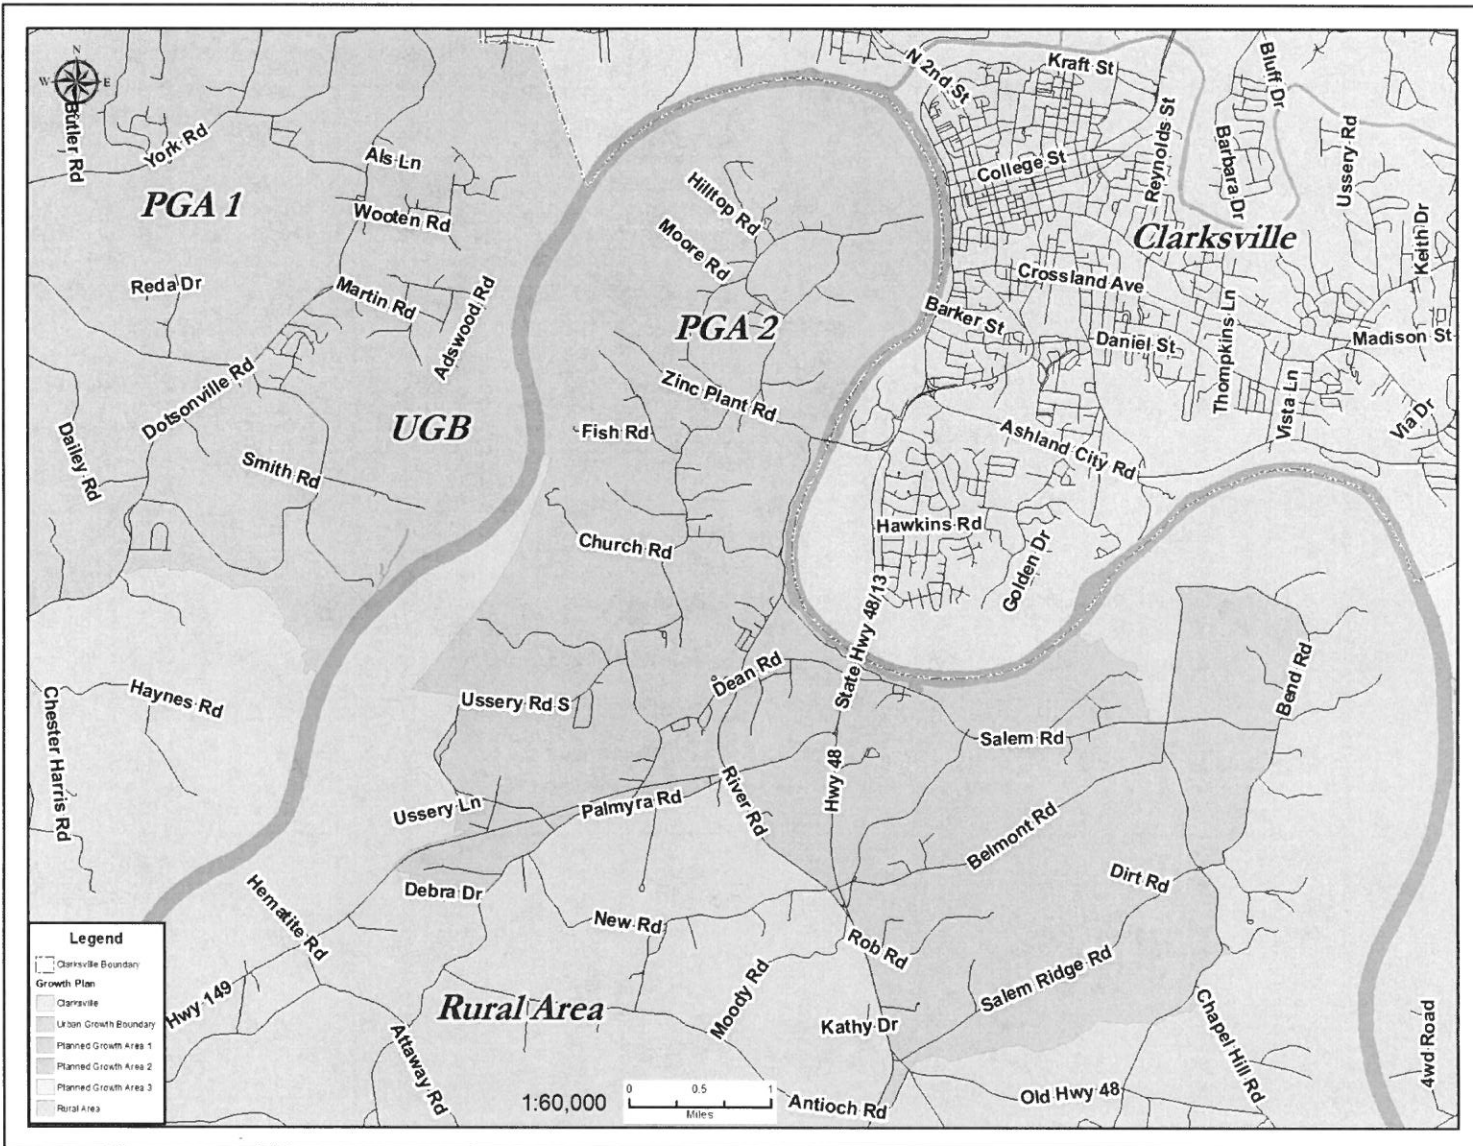 N
W E
Butler Rd
York Rd
Als Ln
PGA 1
Wooten Rd
Reda Dr
Martin Rd
Adswood Rd
Dotsonville Rd
UGB
Dailey Rd
Smith Rd
Hilltop Rd
Moore Rd
PGA 2
Zinc Plant Rd
Fish Rd
Church Rd
N 2nd St
Kraft St
Bluff Dr
Reynolds St
Barbara Dr
Ussery Rd
College St
Clarksville
Keith Dr
Crossland Ave
Barker St
Daniel St
Thompkins Ln
Madison St
Vista Ln
Via Dr
Ashland City Rd
Hawkins Rd
Golden Dr
State Hwy 48/13
Dean Rd
Bend Rd
Haynes Rd
Ussery Rd S
Salem Rd
Chester Harris Rd
Hwy 48
Ussery Ln
Palmyra Rd
River Rd
Belmont Rd
Debra Dr
Dirt Rd
Hematite Rd
New Rd
Rob Rd
Moody Rd
Salem Ridge Rd
Hwy 149
Rural Area
Kathy Dr
Chapel Hill Rd
4wd Road
Attaway Rd
Old Hwy 48
Antioch Rd
Legend
Clarksville Boundary
Growth Plan
Clarksville
Urban Growth Boundary
Planned Growth Area 1
Planned Growth Area 2
Planned Growth Area 3
Rural Area
1:60,000
0 0.5 1
Miles